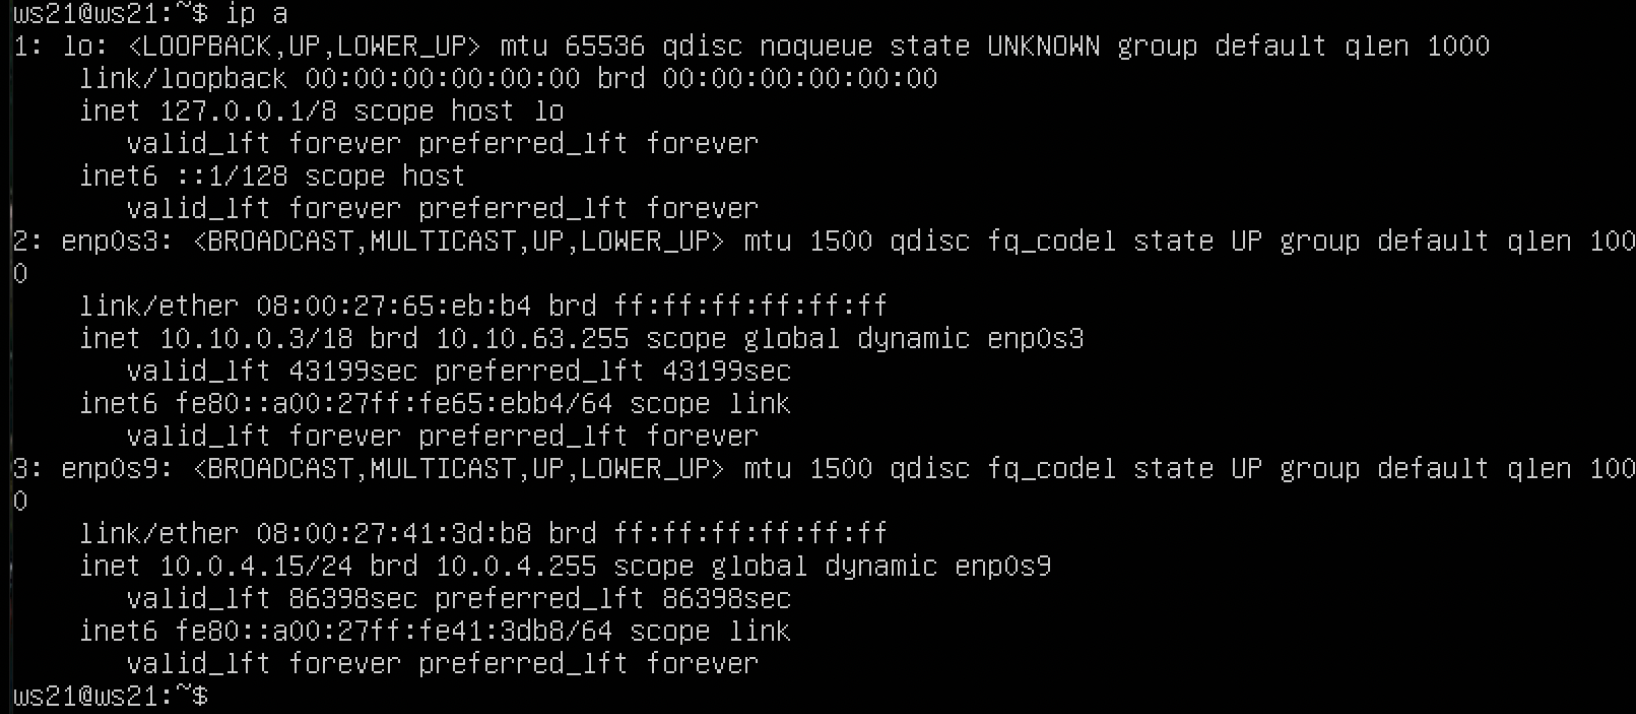 ws21@ws21:~$ ip a
1: lo: <LOOPBACK,UP,LOWER_UP> mtu 65536 qdisc noqueue state UNKNOWN group default qlen 1000
    link/loopback 00:00:00:00:00:00 brd 00:00:00:00:00:00
    inet 127.0.0.1/8 scope host lo
       valid_lft forever preferred_lft forever
    inet6 ::1/128 scope host
       valid_lft forever preferred_lft forever
2: enp0s3: <BROADCAST,MULTICAST,UP,LOWER_UP> mtu 1500 qdisc fq_codel state UP group default qlen 100
0
    link/ether 08:00:27:65:eb:b4 brd ff:ff:ff:ff:ff:ff
    inet 10.10.0.3/18 brd 10.10.63.255 scope global dynamic enp0s3
       valid_lft 43199sec preferred_lft 43199sec
    inet6 fe80::a00:27ff:fe65:ebb4/64 scope link
       valid_lft forever preferred_lft forever
3: enp0s9: <BROADCAST,MULTICAST,UP,LOWER_UP> mtu 1500 qdisc fq_codel state UP group default qlen 100
0
    link/ether 08:00:27:41:3d:b8 brd ff:ff:ff:ff:ff:ff
    inet 10.0.4.15/24 brd 10.0.4.255 scope global dynamic enp0s9
       valid_lft 86398sec preferred_lft 86398sec
    inet6 fe80::a00:27ff:fe41:3db8/64 scope link
       valid_lft forever preferred_lft forever
ws21@ws21:~$